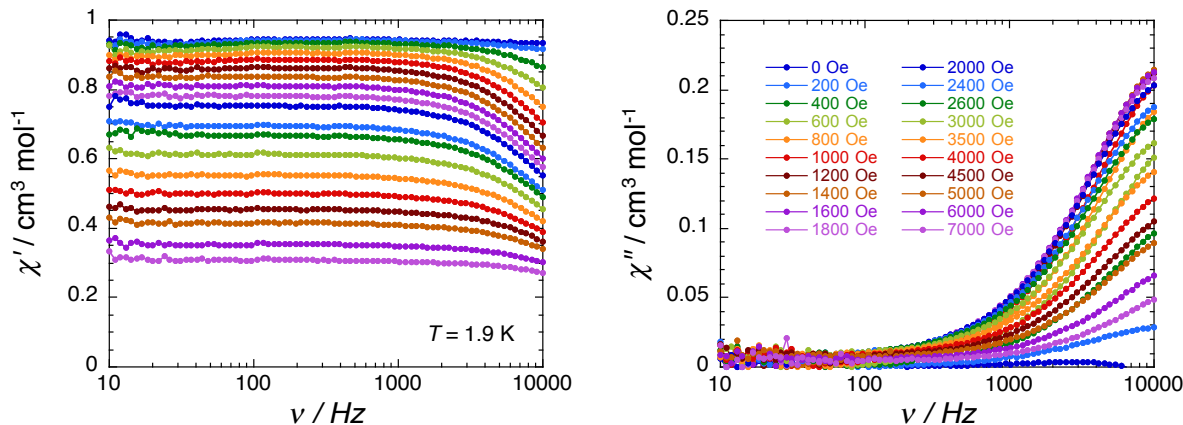 1
0.8
0.6
0.4
0.2
0
χ′ / cm³ mol⁻¹
T = 1.9 K
10 100 1000 10000
ν / Hz
0.25
0.2
0.15
0.1
0.05
0
χ″ / cm³ mol⁻¹
0 Oe 2000 Oe
200 Oe 2400 Oe
400 Oe 2600 Oe
600 Oe 3000 Oe
800 Oe 3500 Oe
1000 Oe 4000 Oe
1200 Oe 4500 Oe
1400 Oe 5000 Oe
1600 Oe 6000 Oe
1800 Oe 7000 Oe
10 100 1000 10000
ν / Hz